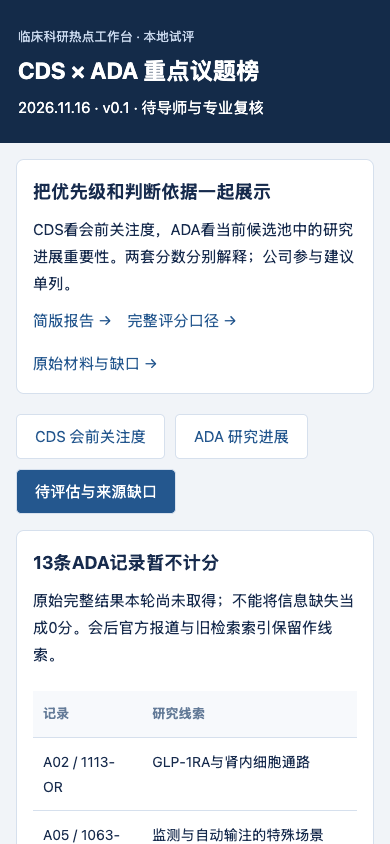 临床科研热点工作台 · 本地试评
CDS × ADA 重点议题榜
2026.11.16 · v0.1 · 待导师与专业复核
把优先级和判断依据一起展示
CDS看会前关注度，ADA看当前候选池中的研究
进展重要性。两套分数分别解释；公司参与建议
单列。
简版报告 → 完整评分口径 →
原始材料与缺口 →
CDS 会前关注度 ADA 研究进展
待评估与来源缺口
13条ADA记录暂不计分
原始完整结果本轮尚未取得；不能将信息缺失当
成0分。会后官方报道与旧检索索引保留作线
索。
记录 研究线索
A02 / 1113- GLP-1RA与肾内细胞通路
OR
A05 / 1063- 监测与自动输注的特殊场景